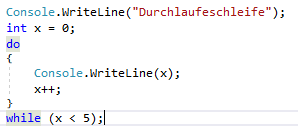 Console.WriteLine("Durchlaufeschleife");
int x = 0;
do
{
    Console.WriteLine(x);
    x++;
}
while (x < 5);